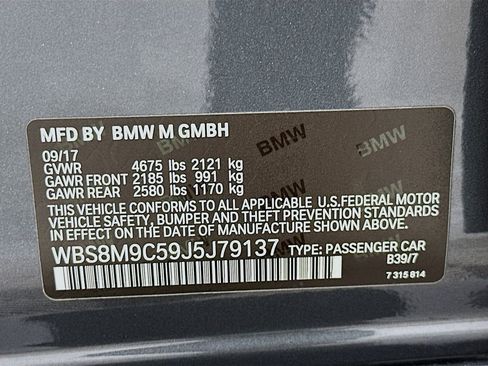 MFD BY BMW M GMBH
09/17
GVWR 4675 lbs 2121 kg
GAWR FRONT 2185 lbs 991 kg
GAWR REAR 2580 lbs 1170 kg
THIS VEHICLE CONFORMS TO ALL APPLICABLE U.S.FEDERAL MOTOR
VEHICLE SAFETY, BUMPER AND THEFT PREVENTION STANDARDS
IN EFFECT ON THE DATE OF MANUFACTURE SHOWN ABOVE.
WBS8M9C59J5J79137 TYPE: PASSENGER CAR
B39/7
7 315 814
BMW
BMW